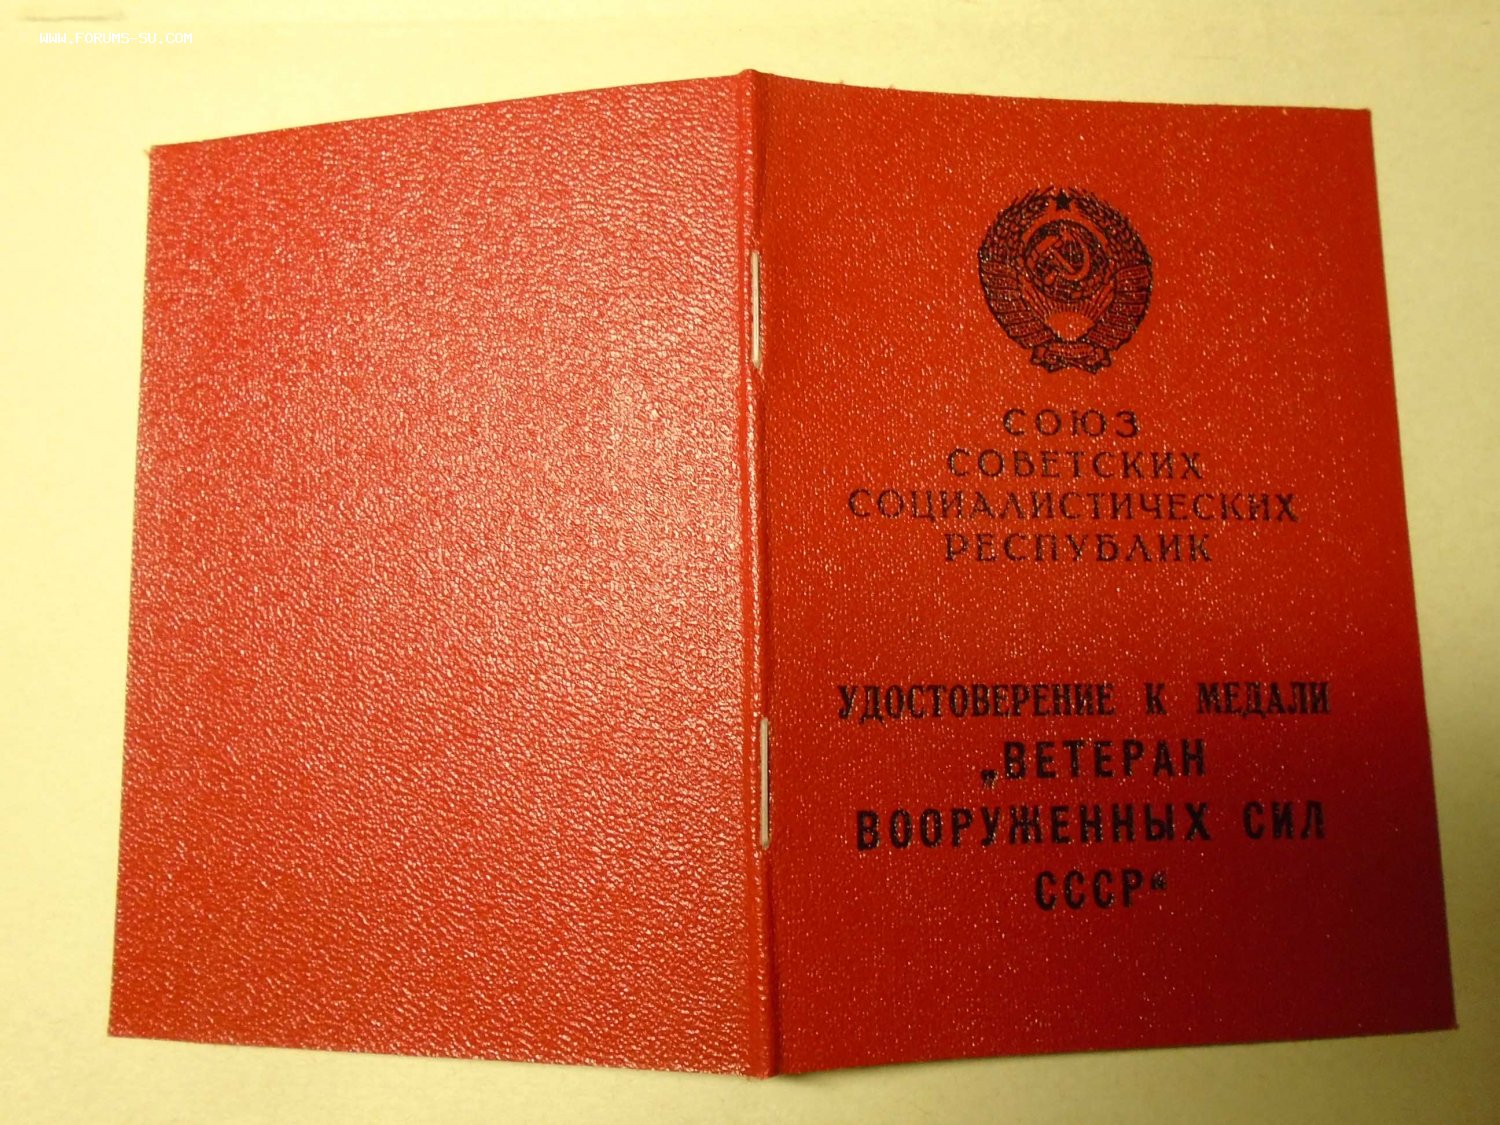 WWW.FORUMS-SU.COM
СОЮЗ
СОВЕТСКИХ
СОЦИАЛИСТИЧЕСКИХ
РЕСПУБЛИК
УДОСТОВЕРЕНИЕ К МЕДАЛИ
„ВЕТЕРАН
ВООРУЖЕННЫХ СИЛ
СССР“